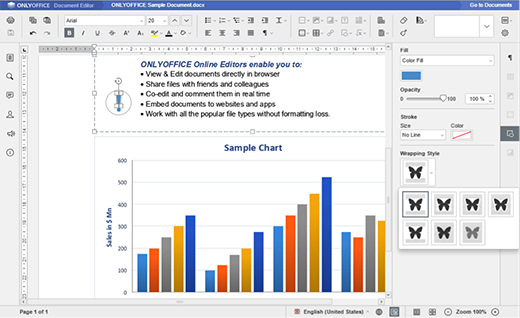 ONLYOFFICE Document Editor ONLYOFFICE Sample Document.docx Go to Documents
Arial 29
Fill
Color Fill
Opacity
0 100 100 %
Stroke
Size Color
No Line
Wrapping Style
ONLYOFFICE Online Editors enable you to:
• View & Edit documents directly in browser
• Share files with friends and colleagues
• Co-edit and comment them in real time
• Embed documents to websites and apps
• Work with all the popular file types without formatting loss.
Sample Chart
Sales in $ Mn
600
500
400
300
200
100
0
Page 1 of 1 English (United States) Zoom 100%